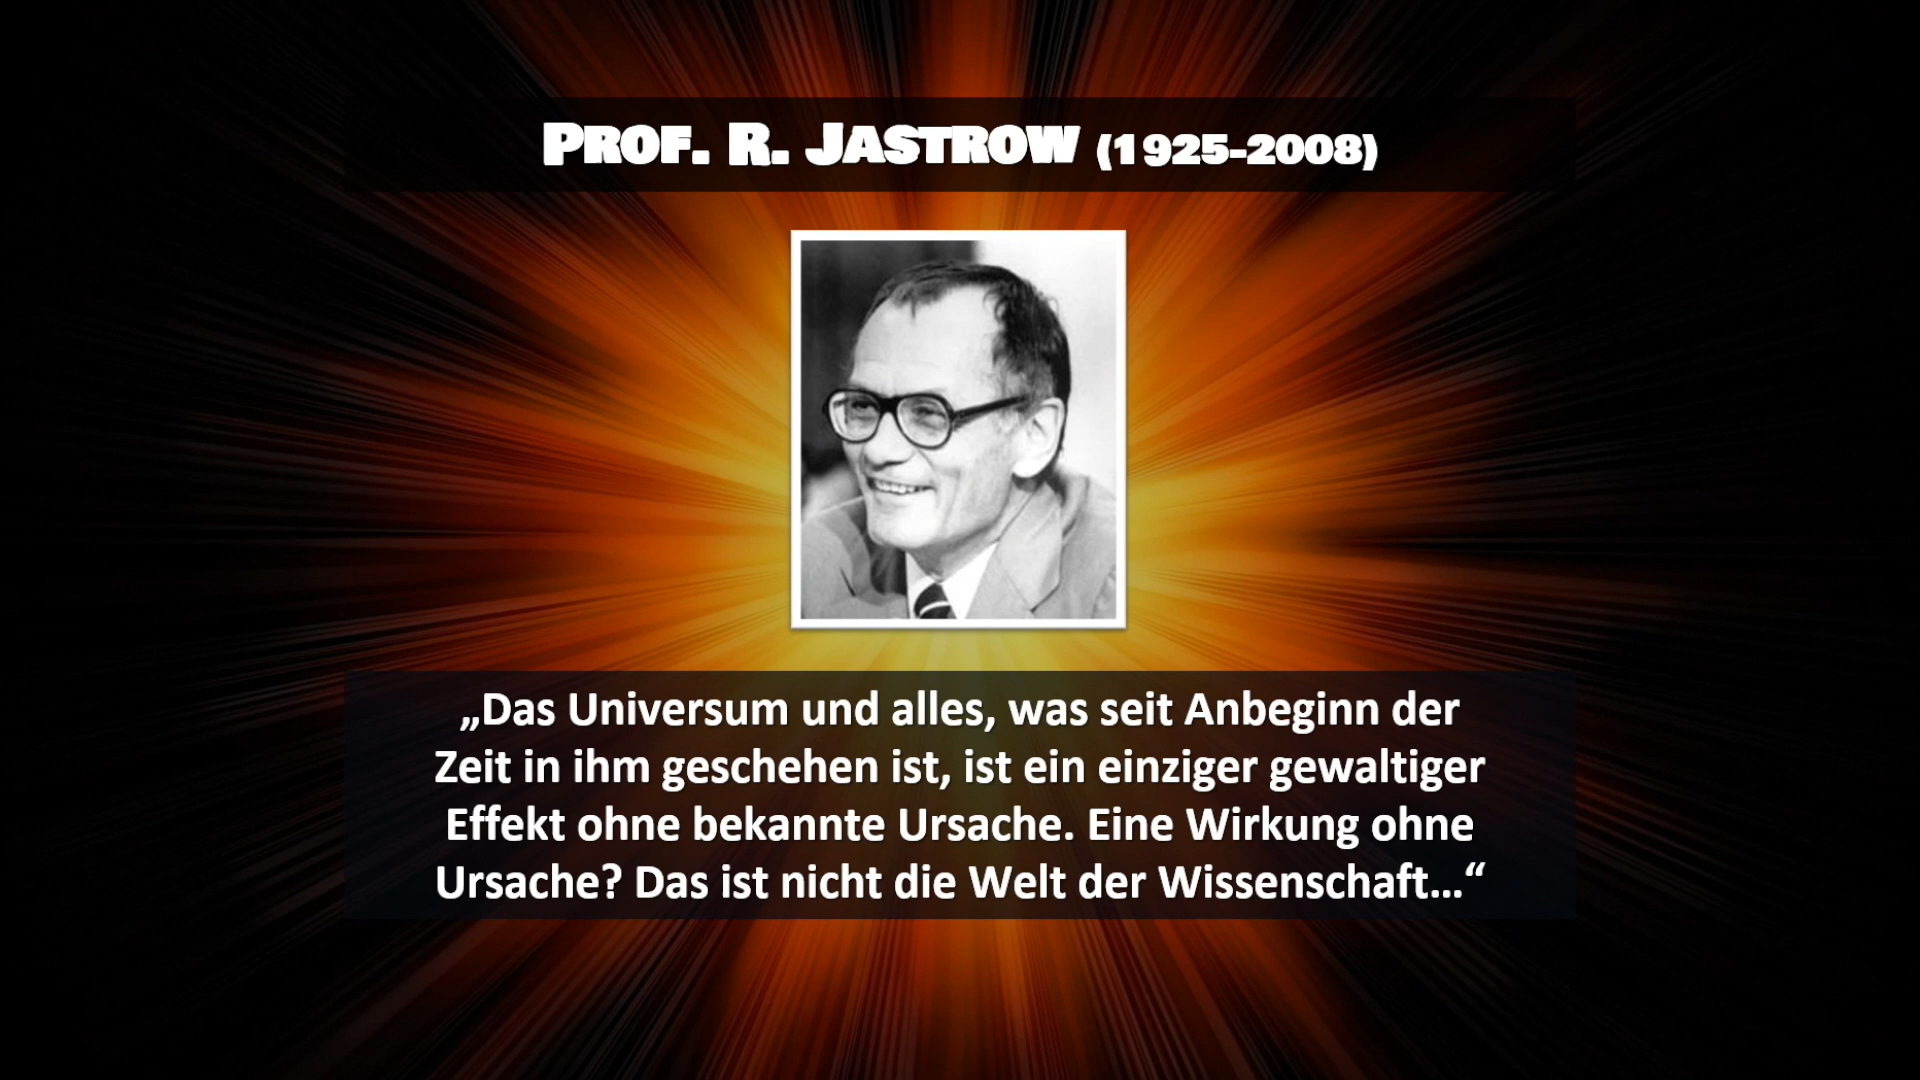 PROF. R. JASTROW (1925-2008)
„Das Universum und alles, was seit Anbeginn der
Zeit in ihm geschehen ist, ist ein einziger gewaltiger
Effekt ohne bekannte Ursache. Eine Wirkung ohne
Ursache? Das ist nicht die Welt der Wissenschaft...“